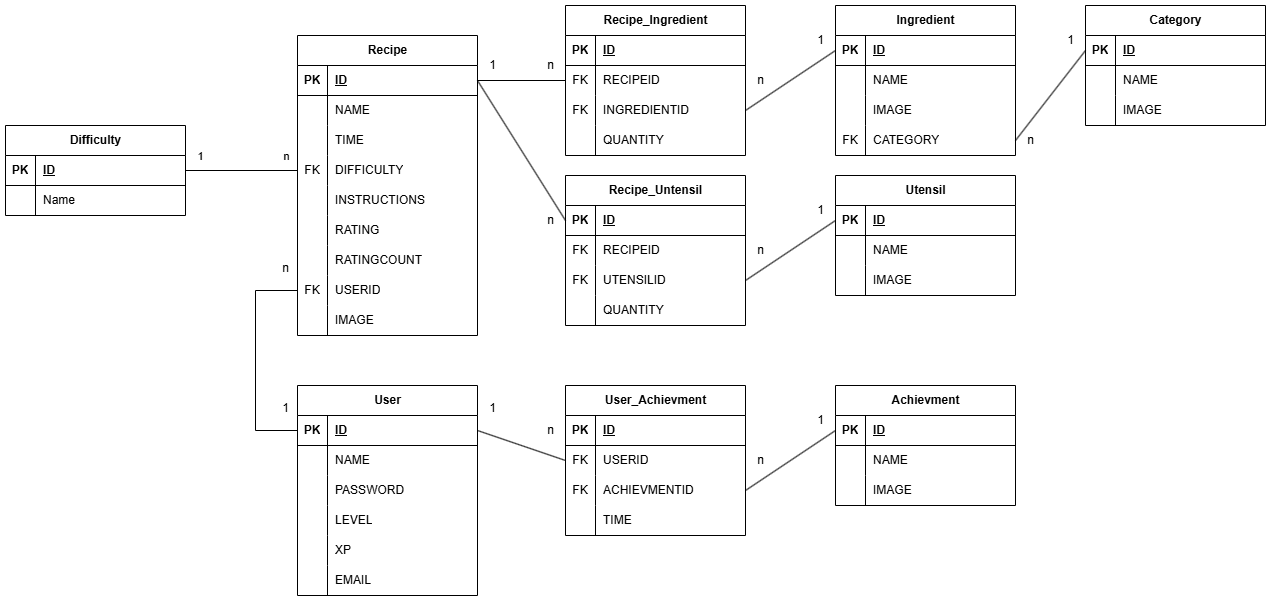 Difficulty
PK ID
Name
Recipe
PK ID
NAME
TIME
FK DIFFICULTY
INSTRUCTIONS
RATING
RATINGCOUNT
FK USERID
IMAGE
Recipe_Ingredient
PK ID
FK RECIPEID
FK INGREDIENTID
QUANTITY
Ingredient
PK ID
NAME
IMAGE
FK CATEGORY
Category
PK ID
NAME
IMAGE
Recipe_Untensil
PK ID
FK RECIPEID
FK UTENSILID
QUANTITY
Utensil
PK ID
NAME
IMAGE
User
PK ID
NAME
PASSWORD
LEVEL
XP
EMAIL
User_Achievment
PK ID
FK USERID
FK ACHIEVMENTID
TIME
Achievment
PK ID
NAME
IMAGE
1
n
1
n
n
1
1
n
n
n
1
n
1
1
n
n
1